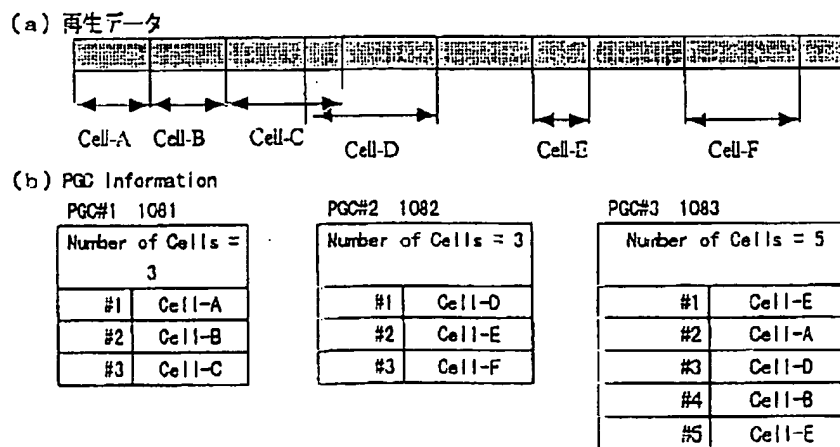 (a) 再生データ
Cell-A Cell-B Cell-C Cell-D Cell-E Cell-F
(b) PGC Information
PGC#1 1081
Number of Cells =
3
#1 Cell-A
#2 Cell-B
#3 Cell-C
PGC#2 1082
Number of Cells = 3
#1 Cell-D
#2 Cell-E
#3 Cell-F
PGC#3 1083
Number of Cells = 5
#1 Cell-E
#2 Cell-A
#3 Cell-D
#4 Cell-B
#5 Cell-E